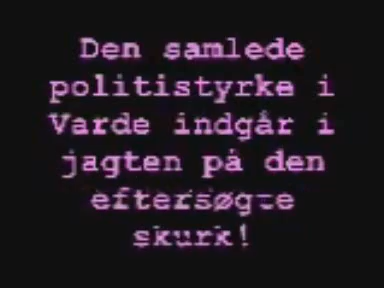 Den samlede
politistyrke i
Varde indgår i
jagten på den
eftersøgte
skurk!